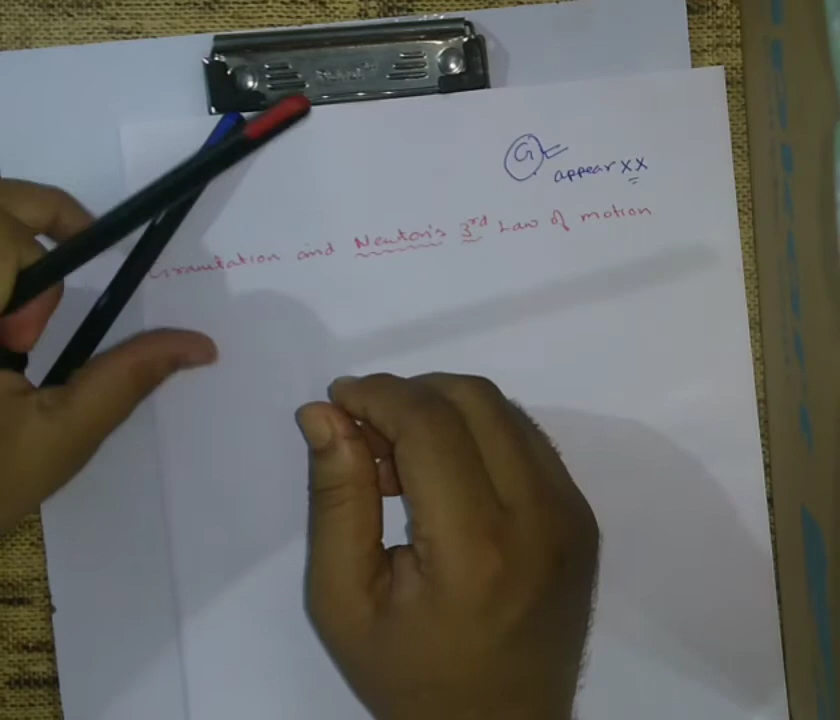 G =
appear xx
Gravitation and Newton's 3rd Law of motion